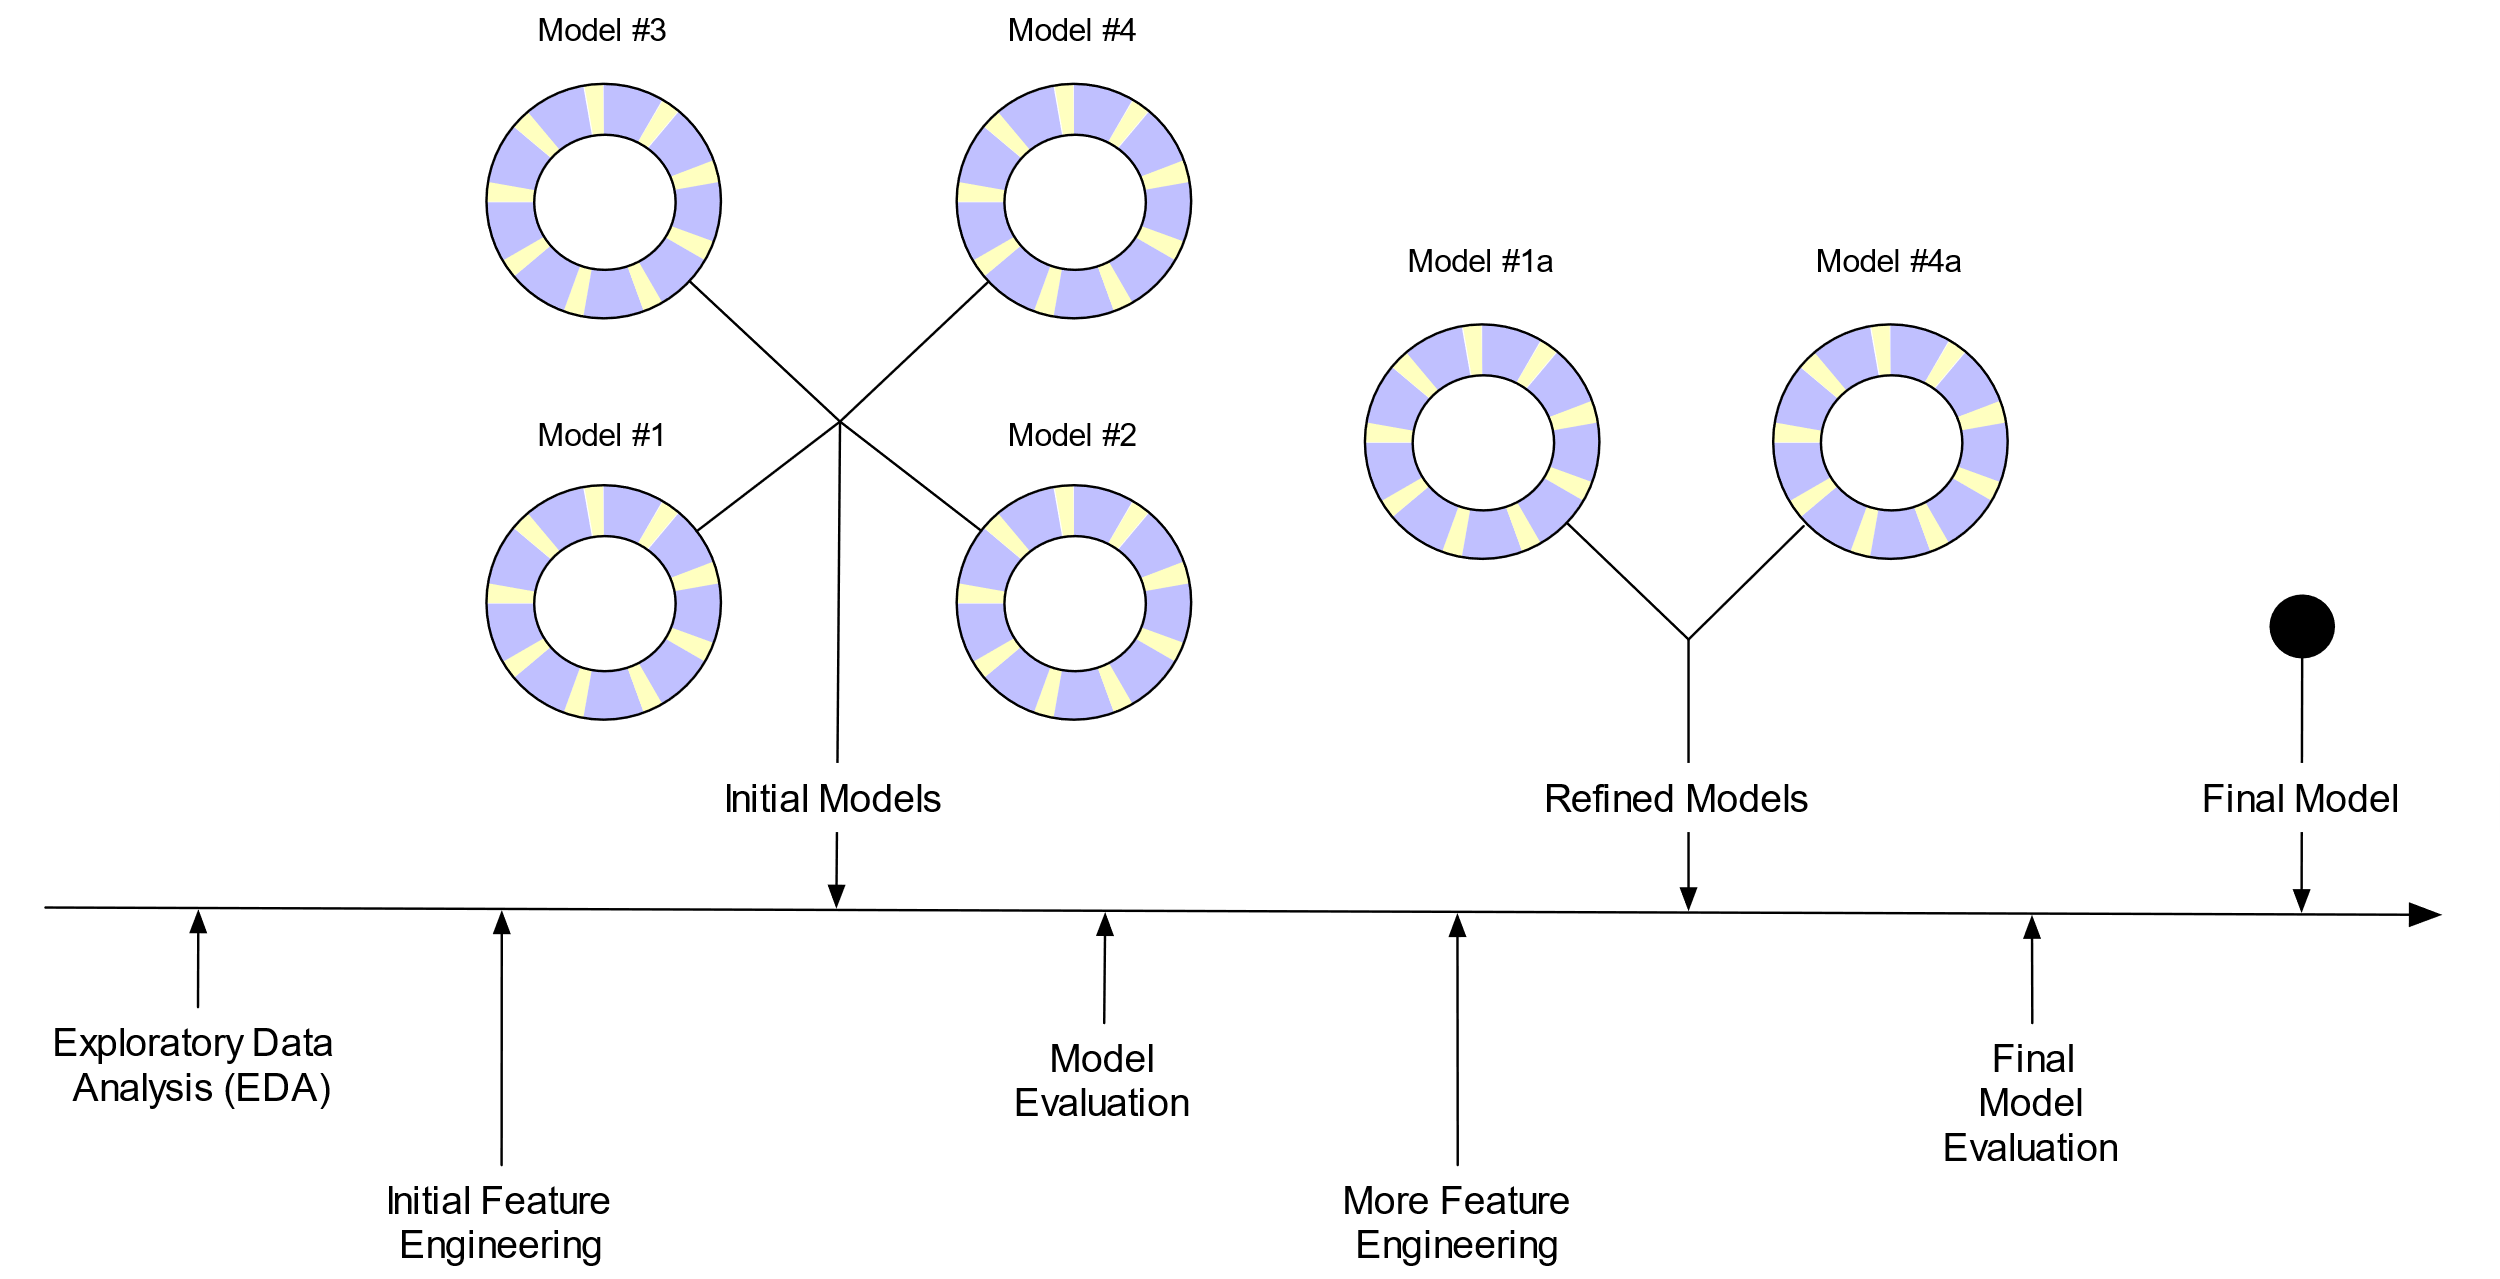 Model #3
Model #4
Model #1a
Model #4a
Model #1
Model #2
Initial Models
Refined Models
Final Model
Exploratory Data
Analysis (EDA)
Initial Feature
Engineering
Model
Evaluation
More Feature
Engineering
Final
Model
Evaluation